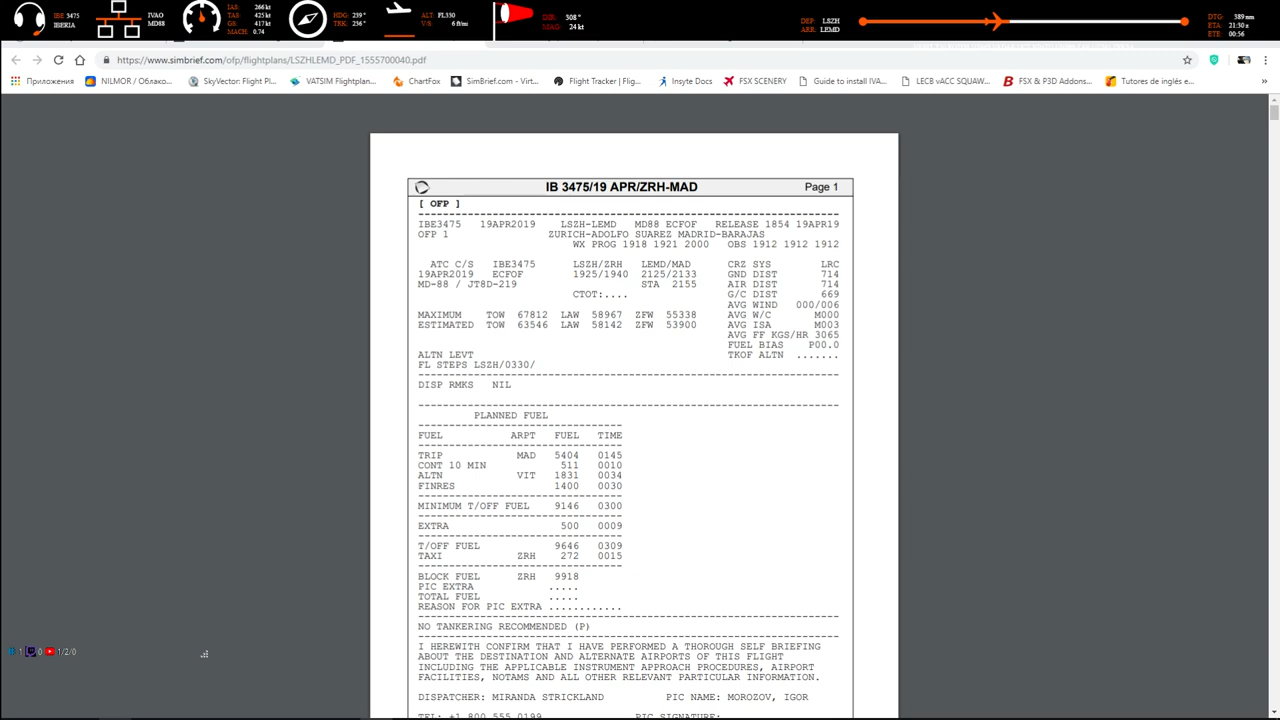 IBE 3475
IBERIA
IVAO
MD88
IAS: 266 kt
TAS: 425 kt
GS: 417 kt
MACH: 0.74
HDG: 239 °
TRK: 236 °
ALT: FL330
V/S: 6 ft/mi
DIR: 308 °
MAG: 24 kt
DEP: LSZH
ARR: LEMD
DTG: 389 nm
ETA: 21:30 z
ETE: 00:56
https://www.simbrief.com/ofp/flightplans/LSZHLEMD_PDF_1555700040.pdf
Приложения NILMOR / Облако... SkyVector: Flight Pl... VATSIM Flightplan... ChartFox SimBrief.com - Virt... Flight Tracker | Flig... Insyte Docs FSX SCENERY Guide to install IVA... LECB vACC SQUAW... FSX & P3D Addons... Tutores de inglés e... »
IB 3475/19 APR/ZRH-MAD Page 1
[ OFP ]
IBE3475 19APR2019 LSZH-LEMD MD88 ECFOF RELEASE 1854 19APR19
OFP 1 ZURICH-ADOLFO SUAREZ MADRID-BARAJAS
WX PROG 1918 1921 2000 OBS 1912 1912 1912
ATC C/S IBE3475 LSZH/ZRH LEMD/MAD CRZ SYS LRC
19APR2019 ECFOF 1925/1940 2125/2133 GND DIST 714
MD-88 / JT8D-219 STA 2155 AIR DIST 714
CTOT:.... G/C DIST 669
AVG WIND 000/006
MAXIMUM TOW 67812 LAW 58967 ZFW 55338 AVG W/C M000
ESTIMATED TOW 63546 LAW 58142 ZFW 53900 AVG ISA M003
AVG FF KGS/HR 3065
FUEL BIAS P00.0
ALTN LEVT TKOF ALTN .......
FL STEPS LSZH/0330/
DISP RMKS NIL
PLANNED FUEL
FUEL ARPT FUEL TIME
TRIP MAD 5404 0145
CONT 10 MIN 511 0010
ALTN VIT 1831 0034
FINRES 1400 0030
MINIMUM T/OFF FUEL 9146 0300
EXTRA 500 0009
T/OFF FUEL 9646 0309
TAXI ZRH 272 0015
BLOCK FUEL ZRH 9918
PIC EXTRA .....
TOTAL FUEL .....
REASON FOR PIC EXTRA ............
NO TANKERING RECOMMENDED (P)
I HEREWITH CONFIRM THAT I HAVE PERFORMED A THOROUGH SELF BRIEFING
ABOUT THE DESTINATION AND ALTERNATE AIRPORTS OF THIS FLIGHT
INCLUDING THE APPLICABLE INSTRUMENT APPROACH PROCEDURES, AIRPORT
FACILITIES, NOTAMS AND ALL OTHER RELEVANT PARTICULAR INFORMATION.
DISPATCHER: MIRANDA STRICKLAND PIC NAME: MOROZOV, IGOR
TEL: +1 800 555 0199 PIC SIGNATURE:
1 0 1/2/0